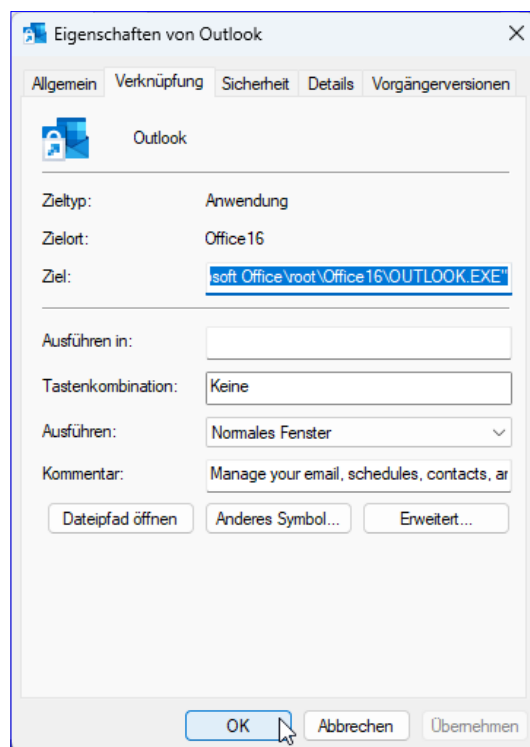 Eigenschaften von Outlook
Allgemein Verknüpfung Sicherheit Details Vorgängerversionen
Outlook
Zieltyp: Anwendung
Zielort: Office16
Ziel: soft Office\root\Office16\OUTLOOK.EXE"
Ausführen in:
Tastenkombination: Keine
Ausführen: Normales Fenster
Kommentar: Manage your email, schedules, contacts, ar
Dateipfad öffnen Anderes Symbol... Erweitert...
OK Abbrechen Übernehmen